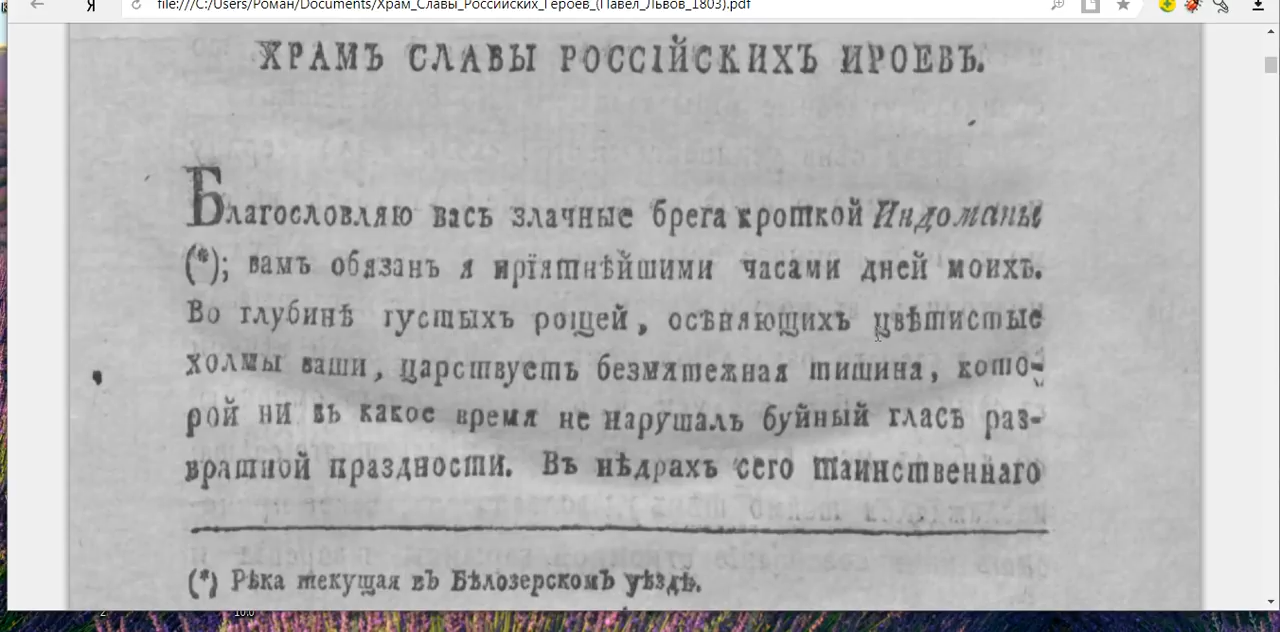 Я
file:///C:/Users/Роман/Documents/Храм_Славы_Российских_Героев_(Павел_Львов_1803).pdf
ХРАМЪ СЛАВЫ РОССІЙСКИХЪ ИРОЕВЪ.
Благословляю васъ злачные брега кроткой Индоманы
(*); вамъ обязанъ я прїятнѣйшими часами дней моихъ.
Во глубинѣ густыхъ рощей, осѣняющихъ цвѣтистые
холмы ваши, царствуетъ безмятежная тишина, кото-
рой ни въ какое время не нарушалъ буйный гласъ раз-
вратной праздности. Въ нѣдрахъ сего таинственнаго
(*) Рѣка текущая въ Бѣлозерскомъ уѣздѣ.